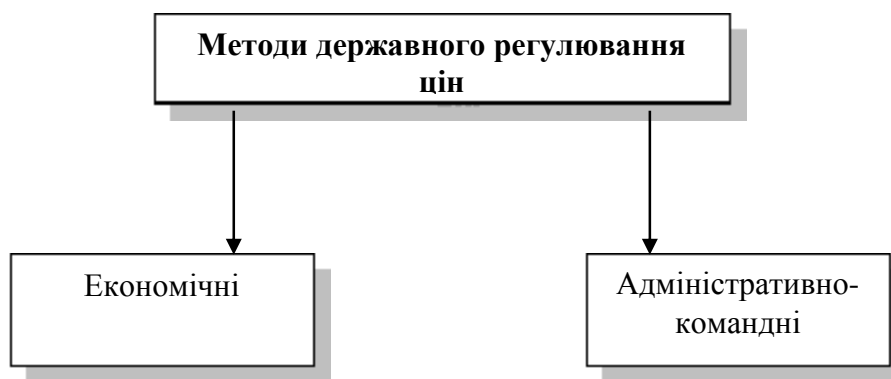 Методи державного регулювання
цін
Економічні
Адміністративно-
командні